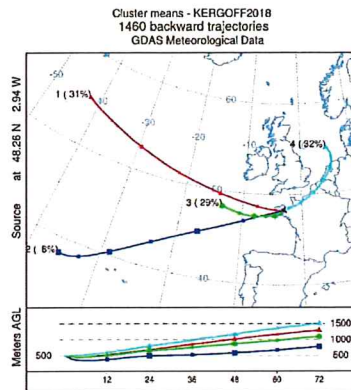 Cluster means - KERGOFF2018
1460 backward trajectories
GDAS Meteorological Data
Source at 48.28 N 2.94 W
-50
-40
-30
-20
-10
60
50
40
1 ( 31%)
2 ( 8%)
3 ( 29%)
4 ( 32%)
Meters AGL
500
1500
1000
500
12
24
36
48
60
72